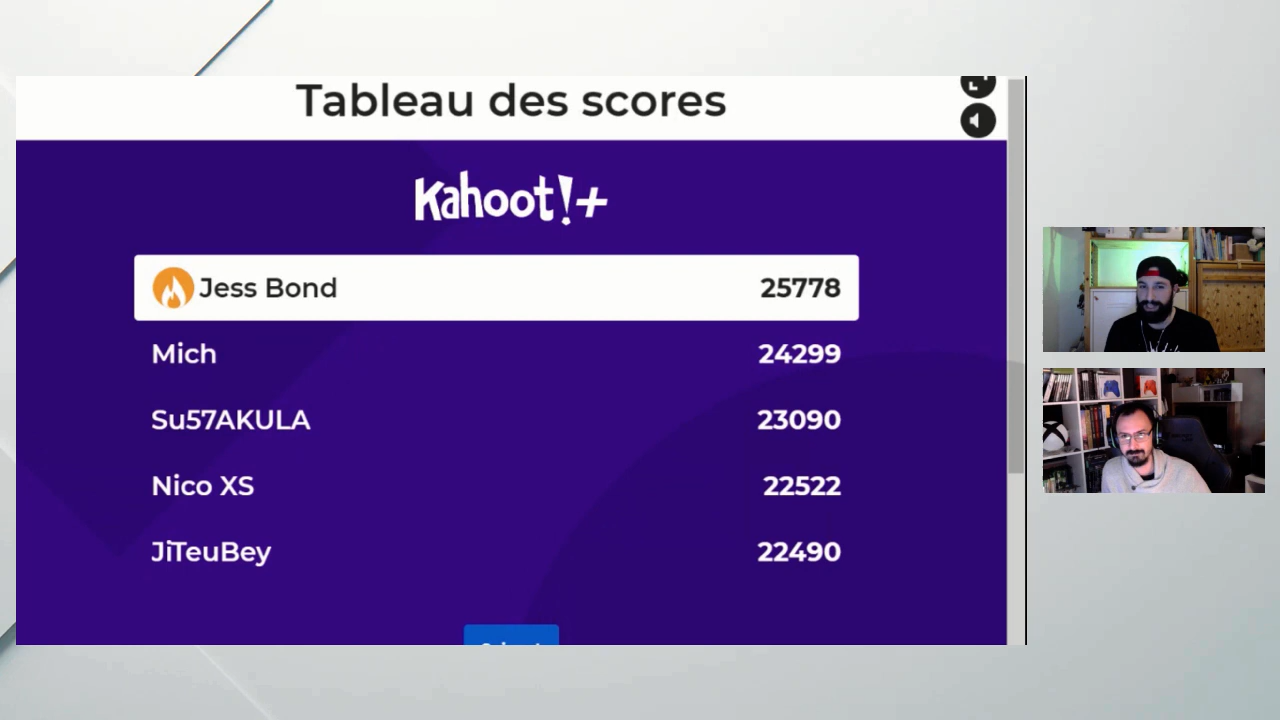 Tableau des scores
Kahoot!+
Jess Bond 25778
Mich 24299
Su57AKULA 23090
Nico XS 22522
JiTeuBey 22490